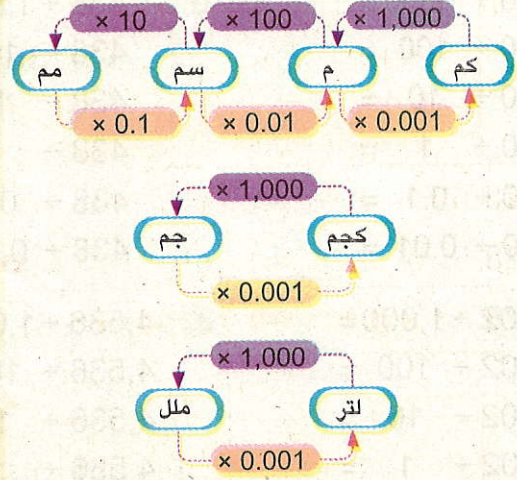 × 10 × 100 × 1,000
مم سم م كم
× 0.1 × 0.01 × 0.001
× 1,000
جم كجم
× 0.001
× 1,000
ملل لتر
× 0.001